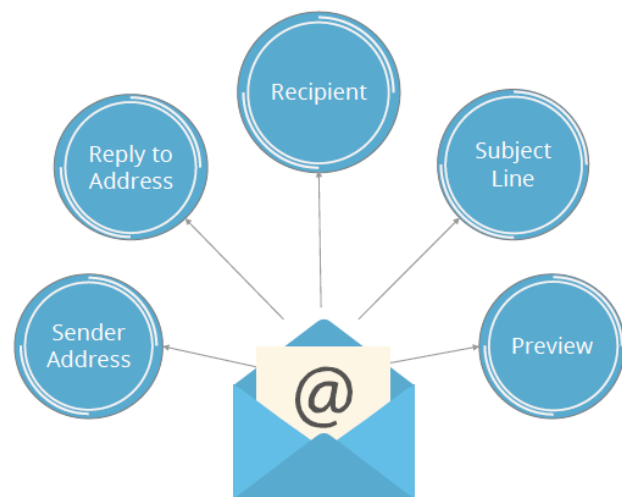 Recipient
Reply to
Address
Subject
Line
Sender
Address
Preview
@